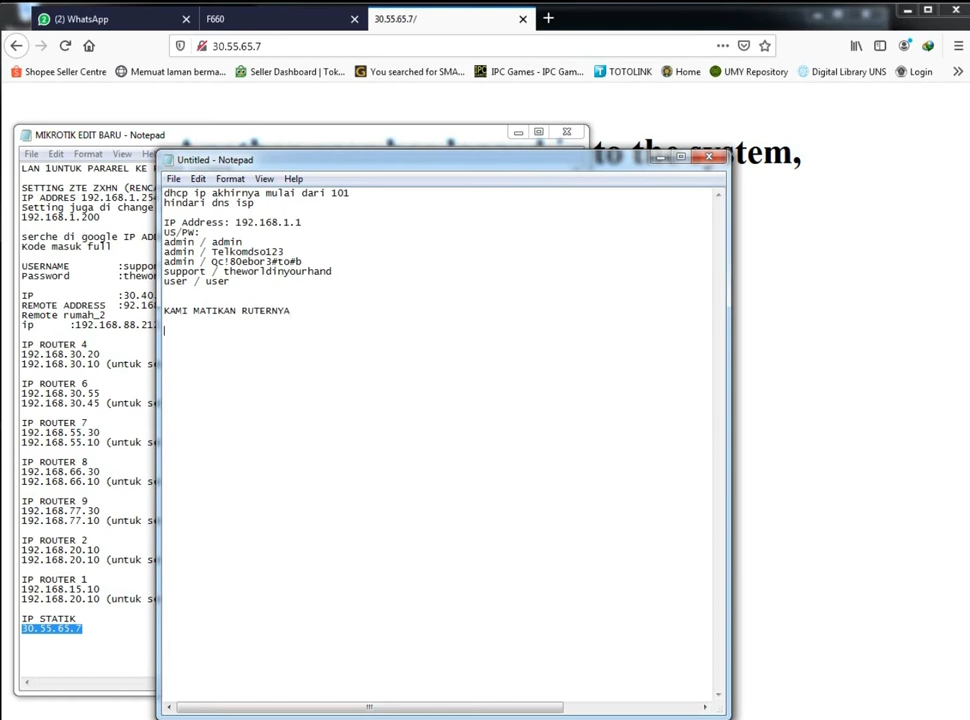 (2) WhatsApp
F660
30.55.65.7/
30.55.65.7
Shopee Seller Centre
Memuat laman berma...
Seller Dashboard | Tok...
You searched for SMA...
IPC Games - IPC Gam...
TOTOLINK
Home
UMY Repository
Digital Library UNS
Login
to the system,
MIKROTIK EDIT BARU - Notepad
File Edit Format View
LAN 1UNTUK PARAREL KE
SETTING ZTE ZXHN
IP ADDRES
Setting juga di change
192.168.1.200
serche di google IP
Kode masuk full
USERNAME
Password
IP
REMOTE ADDRESS
Remote rumah_2
ip
IP ROUTER 4
192.168.30.20
192.168.30.10 (untuk
IP ROUTER 6
192.168.30.55
192.168.30.45 (untuk
IP ROUTER 7
192.168.55.30
192.168.55.10 (untuk
IP ROUTER 8
192.168.66.30
192.168.66.10 (untuk
IP ROUTER 9
192.168.77.30
192.168.77.10 (untuk
IP ROUTER 2
192.168.20.10
192.168.20.10 (untuk
IP ROUTER 1
192.168.15.10
192.168.20.10 (untuk
IP STATIK
30.55.65.7
Untitled - Notepad
File Edit Format View Help
dhcp ip akhirnya mulai dari 101
hindari dns isp
IP Address: 192.168.1.1
US/PW:
admin / admin
admin / Telkomdso123
admin / Qc!80ebor3#to#b
support / theworldinyourhand
user / user
KAMI MATIKAN RUTERNYA